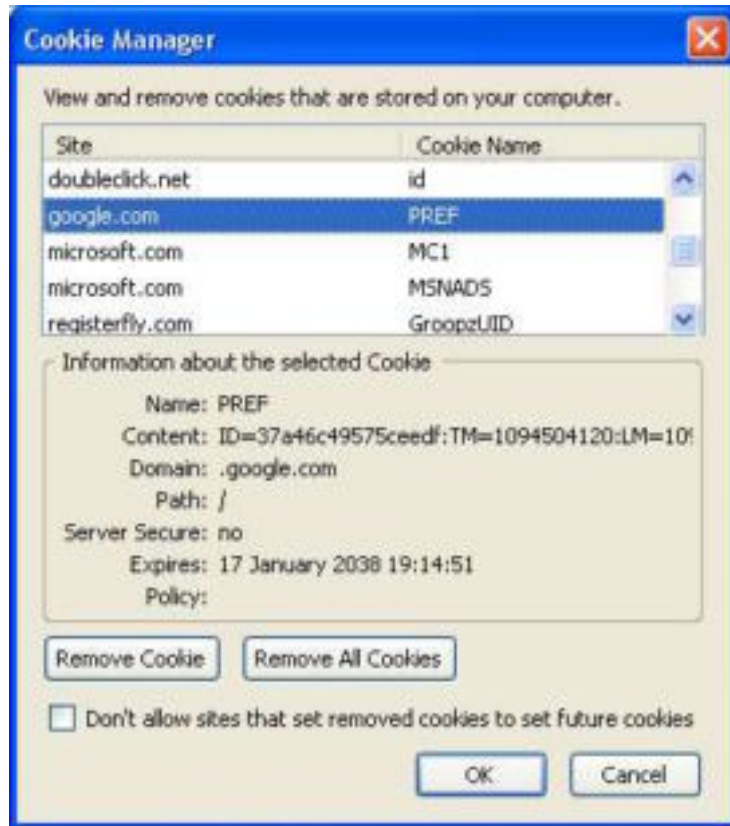 Cookie Manager
View and remove cookies that are stored on your computer.
Site Cookie Name
doubleclick.net id
google.com PREF
microsoft.com MC1
microsoft.com MSNADS
registerfly.com GroopzUID
Information about the selected Cookie
Name: PREF
Content: ID=37a46c49575ceedf:TM=1094504120:LM=109
Domain: .google.com
Path: /
Server Secure: no
Expires: 17 January 2038 19:14:51
Policy:
Remove Cookie Remove All Cookies
Don't allow sites that set removed cookies to set future cookies
OK Cancel